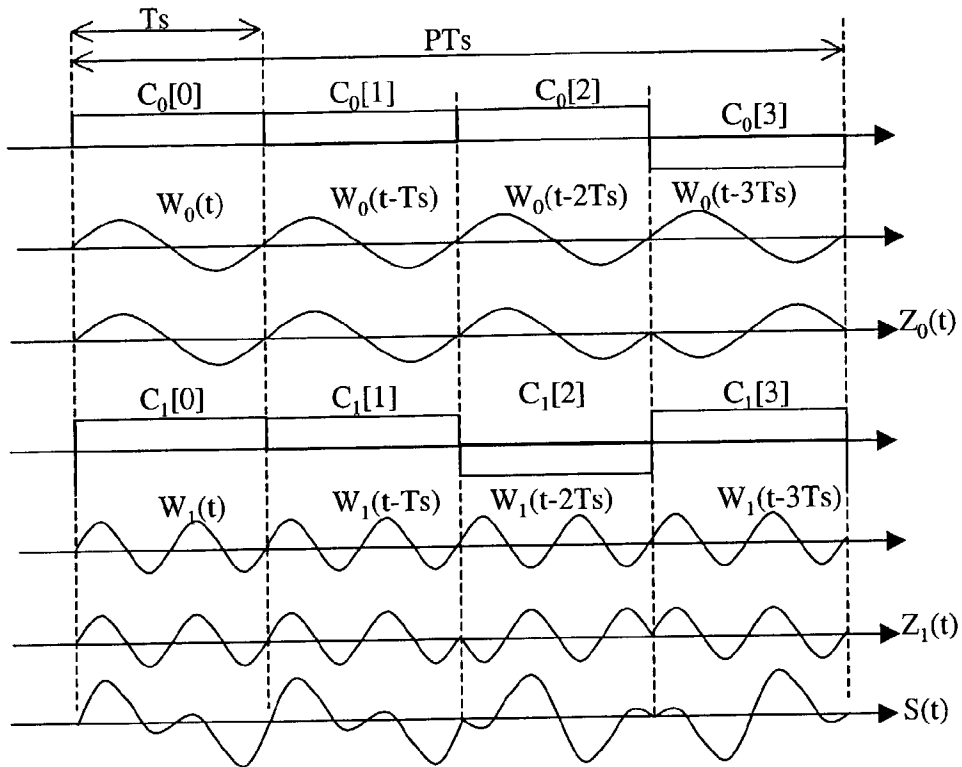 Ts
PTs
C₀[0] C₀[1] C₀[2] C₀[3]
W₀(t) W₀(t-Ts) W₀(t-2Ts) W₀(t-3Ts)
Z₀(t)
C₁[0] C₁[1] C₁[2] C₁[3]
W₁(t) W₁(t-Ts) W₁(t-2Ts) W₁(t-3Ts)
Z₁(t)
S(t)